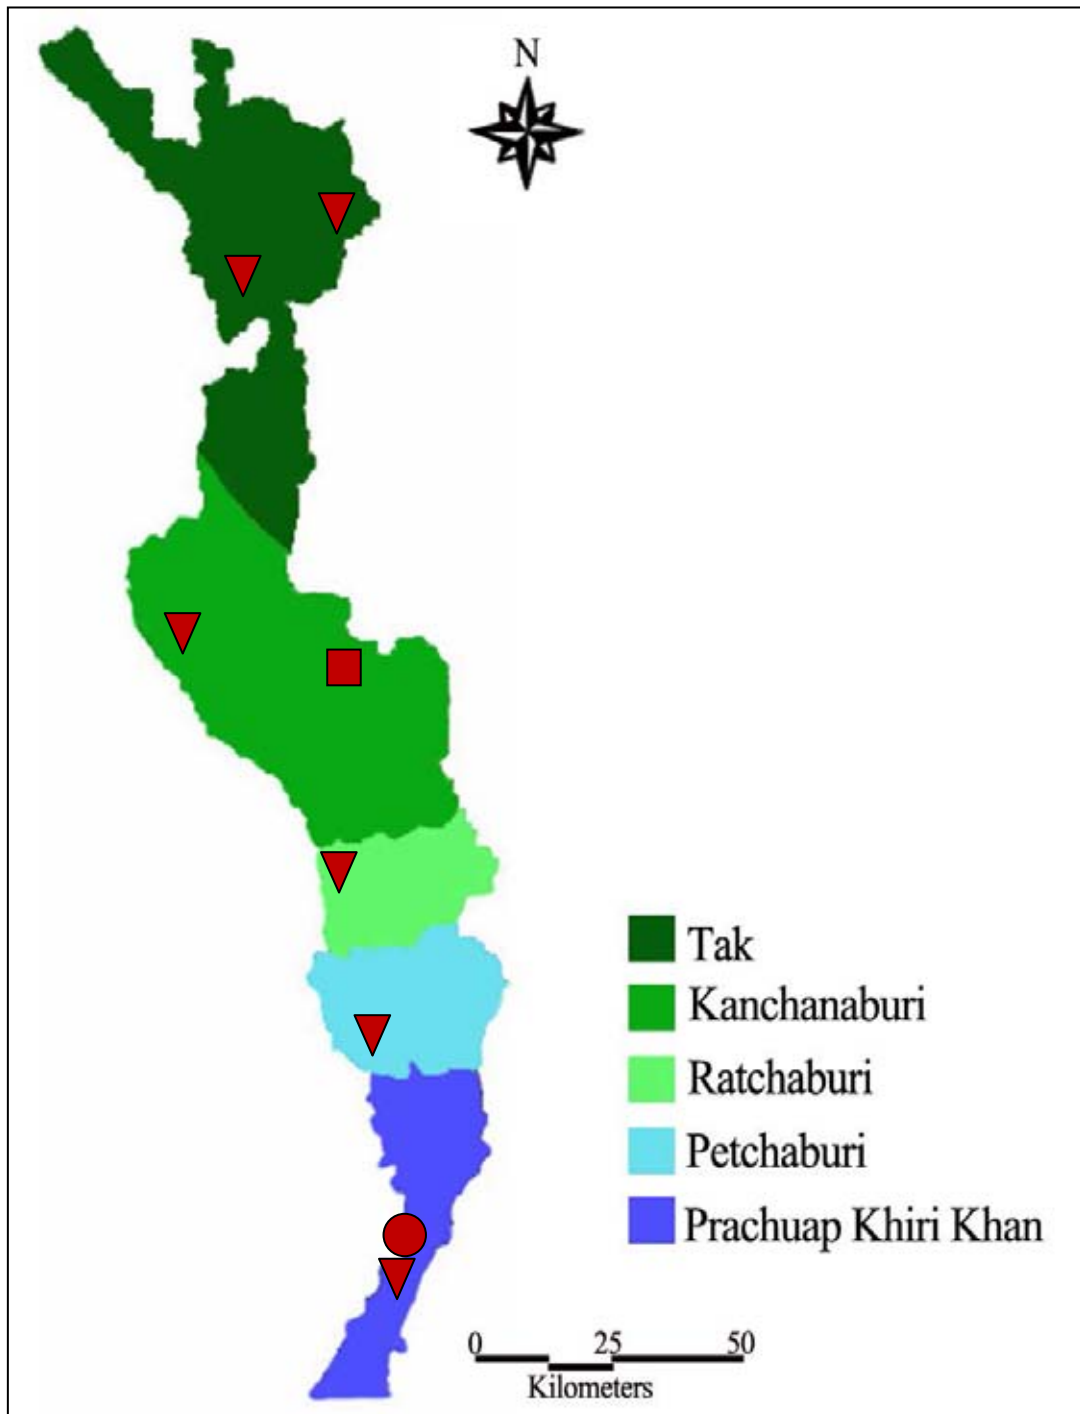 N
Tak
Kanchanaburi
Ratchaburi
Petchaburi
Prachuap Khiri Khan
0 25 50
Kilometers